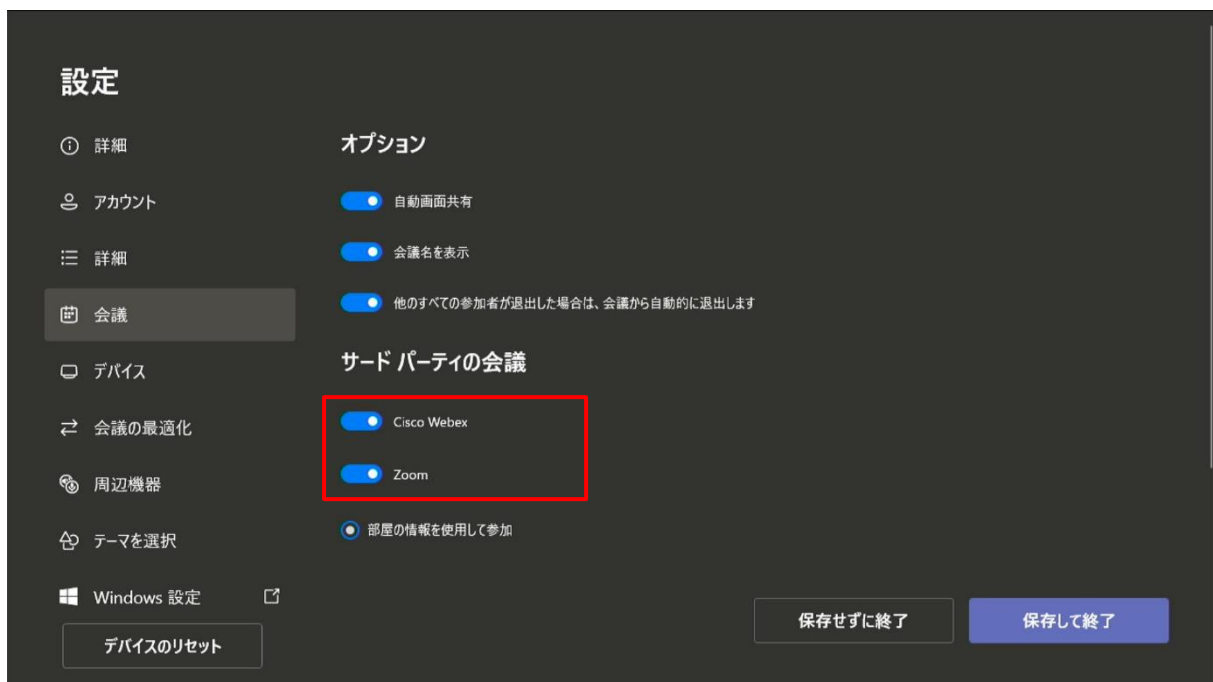 設定
詳細
アカウント
詳細
会議
デバイス
会議の最適化
周辺機器
テーマを選択
Windows 設定
デバイスのリセット
オプション
自動画面共有
会議名を表示
他のすべての参加者が退出した場合は、会議から自動的に退出します
サード パーティの会議
Cisco Webex
Zoom
部屋の情報を使用して参加
保存せずに終了
保存して終了